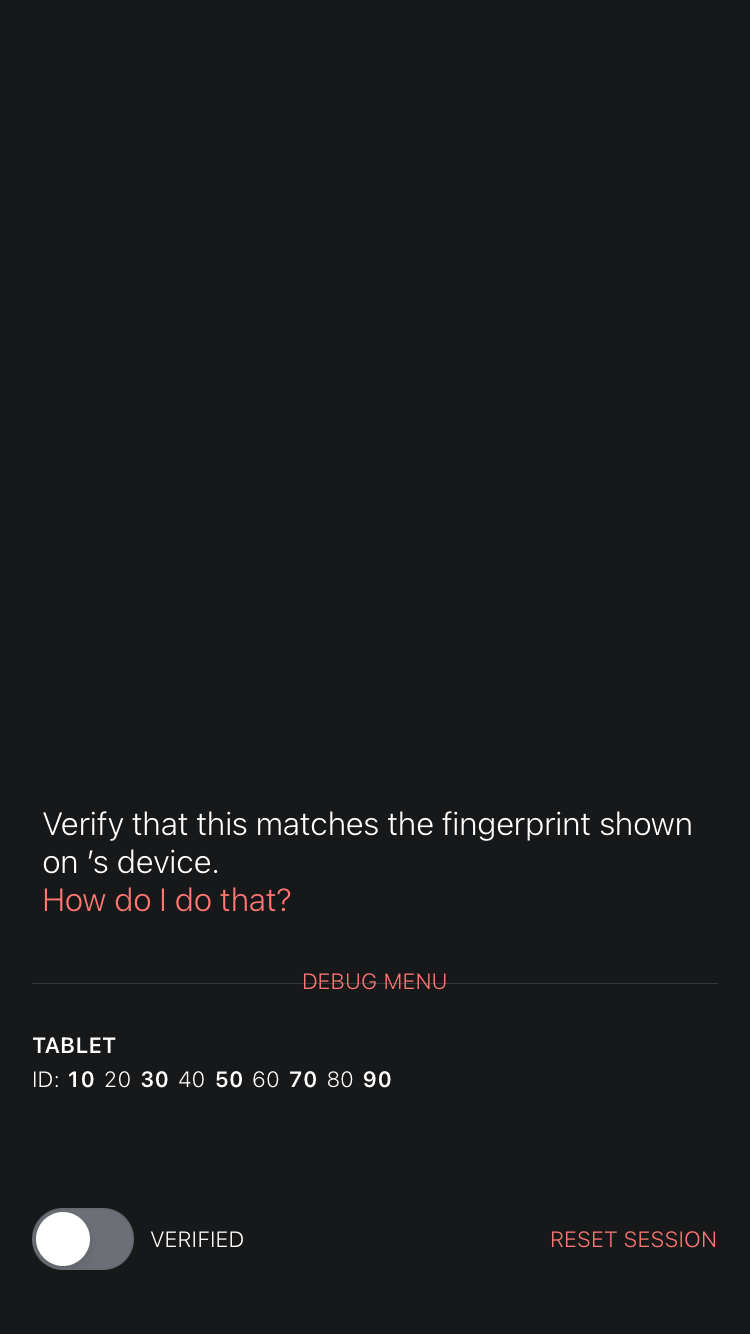 Verify that this matches the fingerprint shown
on ’s device.
How do I do that?
DEBUG MENU
TABLET
ID: 10 20 30 40 50 60 70 80 90
VERIFIED
RESET SESSION